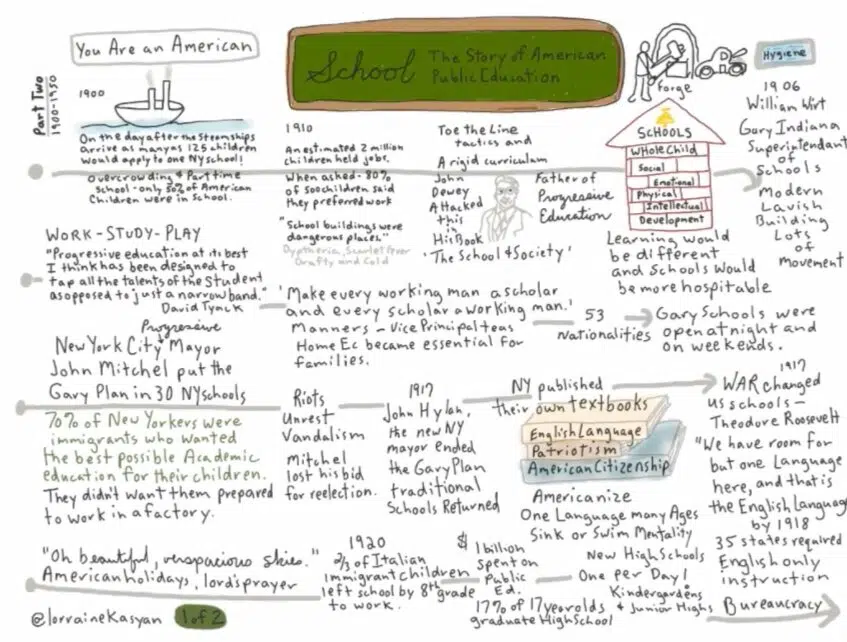 You Are an American
School The Story of American
Public Education
Part Two
1900-1950
1900
On the day after the Steamships
arrive as many as 125 children
would apply to one NY school!
overcrowding & Part time
School - only 50% of American
Children were in school.
1910
An estimated 2 million
children held jobs.
When asked - 80%
of 500 children said
they preferred work
"School buildings were
dangerous places"
Dyptheria, Scarlet Fever
Drafty and Cold
Toe the Line
tactics and
A rigid curriculum
John
Dewey
Attacked
this
in
His Book
'The School & Society'
Father of
Progressive
Education
forge
SCHOOLS
Whole Child
Social
Emotional
Physical
Intellectual
Development
Learning would
be different
and Schools would
be more hospitable
Hygiene
1906
William Wirt
Gary Indiana
Superintendant
of
Schools
Modern
Lavish
Building
Lots
of
Movement
WORK - STUDY - PLAY
"Progressive education at its best
I think has been designed to
tap all the talents of the Student
as opposed to just a narrow band."
David Tyack
'Make every working man a scholar
and every scholar a working man.'
Manners - Vice Principal teas
Home Ec became essential for
families.
53
Nationalities
Gary Schools were
open at night and
on weekends.
Progressive
New York City Mayor
John Mitchel put the
Gary Plan in 30 NY schools
70% of New Yorkers were
immigrants who wanted
the best possible Academic
education for their children.
They didn't want them prepared
to work in a factory.
Riots
Unrest
Vandalism
Mitchel
lost his bid
for reelection.
1917
John Hylan,
the new NY
mayor ended
the Gary Plan
traditional
Schools Returned
NY published
their own textbooks
English Language
Patriotism
American Citizenship
Americanize
One Language many Ages
Sink or Swim Mentality
1917
WAR changed
us schools -
Theodore Roosevelt
"We have room for
but one Language
here, and that is
the English Language
by 1918
35 states required
English only
instruction
"Oh beautiful, verspacious skies."
American holidays, lord's prayer
1920
2/3 of Italian
immigrant children
left school by 8th grade
to work.
$1 billion
spent on
Public
Ed.
17% of 17 year olds
graduate High School
New High Schools
One per Day!
Kindergardens
& Junior Highs
Bureaucracy
@lorraineKasyan 1 of 2